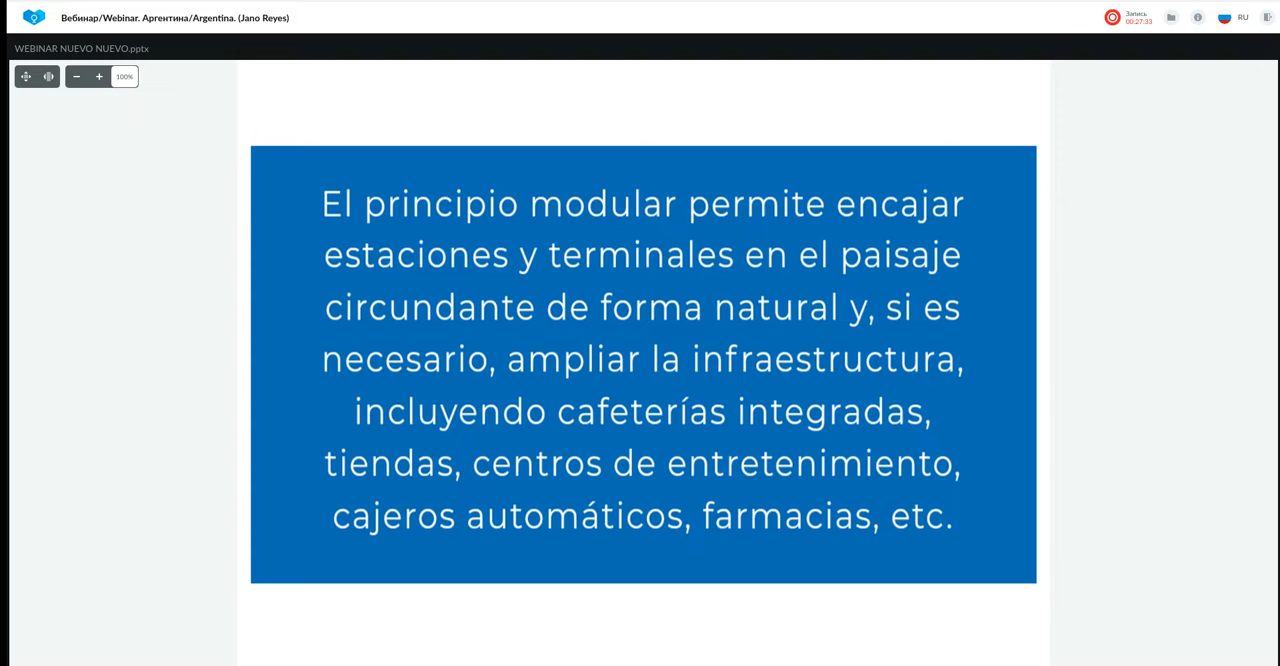 Вебинар/Webinar. Аргентина/Argentina. (Jano Reyes)
Запись
00:27:33
RU
WEBINAR NUEVO NUEVO.pptx
100%
El principio modular permite encajar
estaciones y terminales en el paisaje
circundante de forma natural y, si es
necesario, ampliar la infraestructura,
incluyendo cafeterías integradas,
tiendas, centros de entretenimiento,
cajeros automáticos, farmacias, etc.